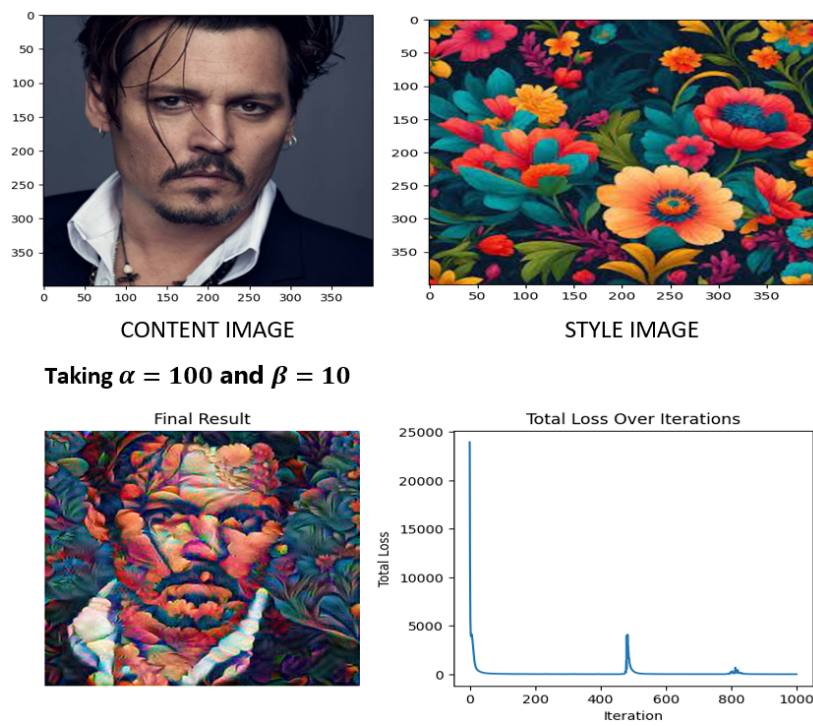 0
50
100
150
200
250
300
350
0 50 100 150 200 250 300 350
CONTENT IMAGE
0
50
100
150
200
250
300
350
0 50 100 150 200 250 300 350
STYLE IMAGE
Taking α = 100 and β = 10
Final Result
Total Loss Over Iterations
25000
20000
15000
10000
5000
0
Total Loss
0 200 400 600 800 1000
Iteration